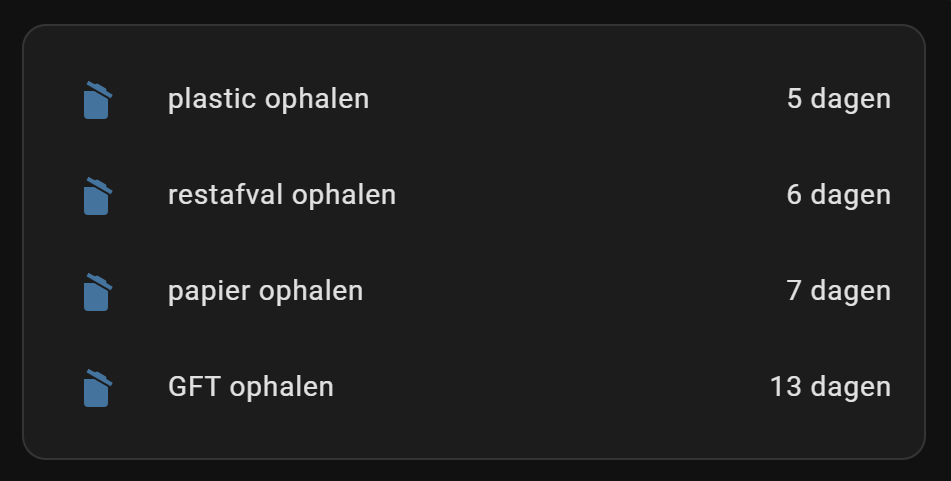 plastic ophalen 5 dagen
restafval ophalen 6 dagen
papier ophalen 7 dagen
GFT ophalen 13 dagen